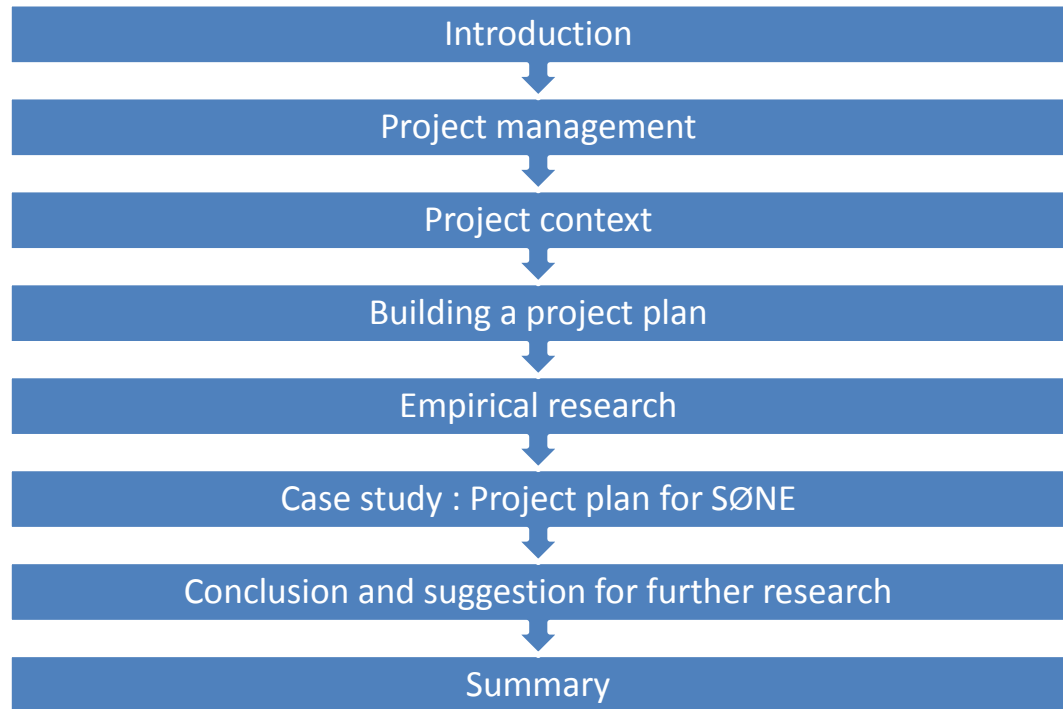 Introduction
Project management
Project context
Building a project plan
Empirical research
Case study : Project plan for SØNE
Conclusion and suggestion for further research
Summary